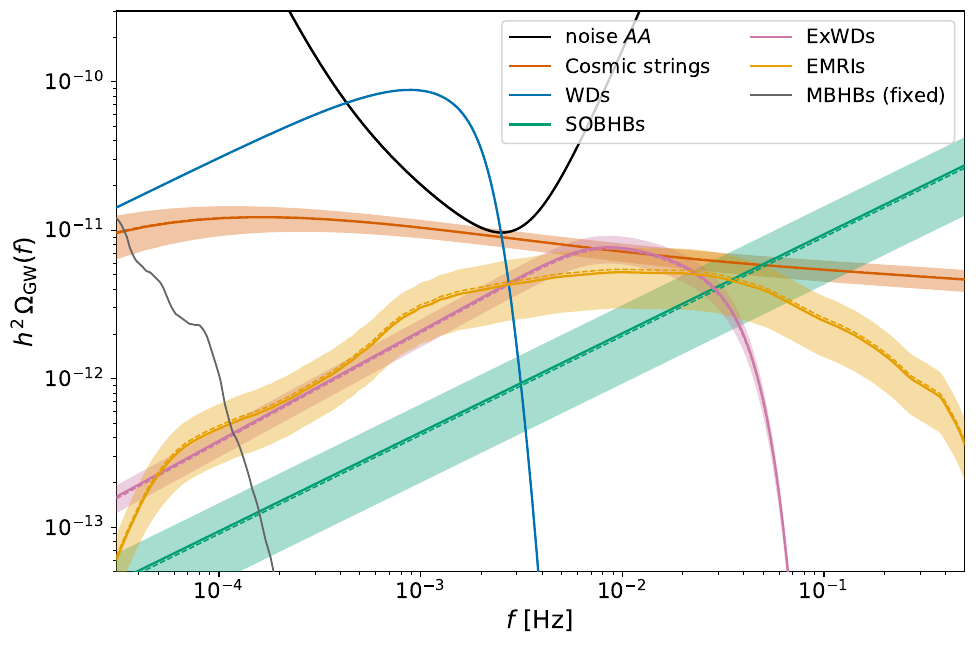 noise AA
Cosmic strings
WDs
SOBHBs
ExWDs
EMRIs
MBHBs (fixed)
10⁻¹⁰
10⁻¹¹
10⁻¹²
10⁻¹³
h² Ω_GW(f)
10⁻⁴ 10⁻³ 10⁻² 10⁻¹
f [Hz]